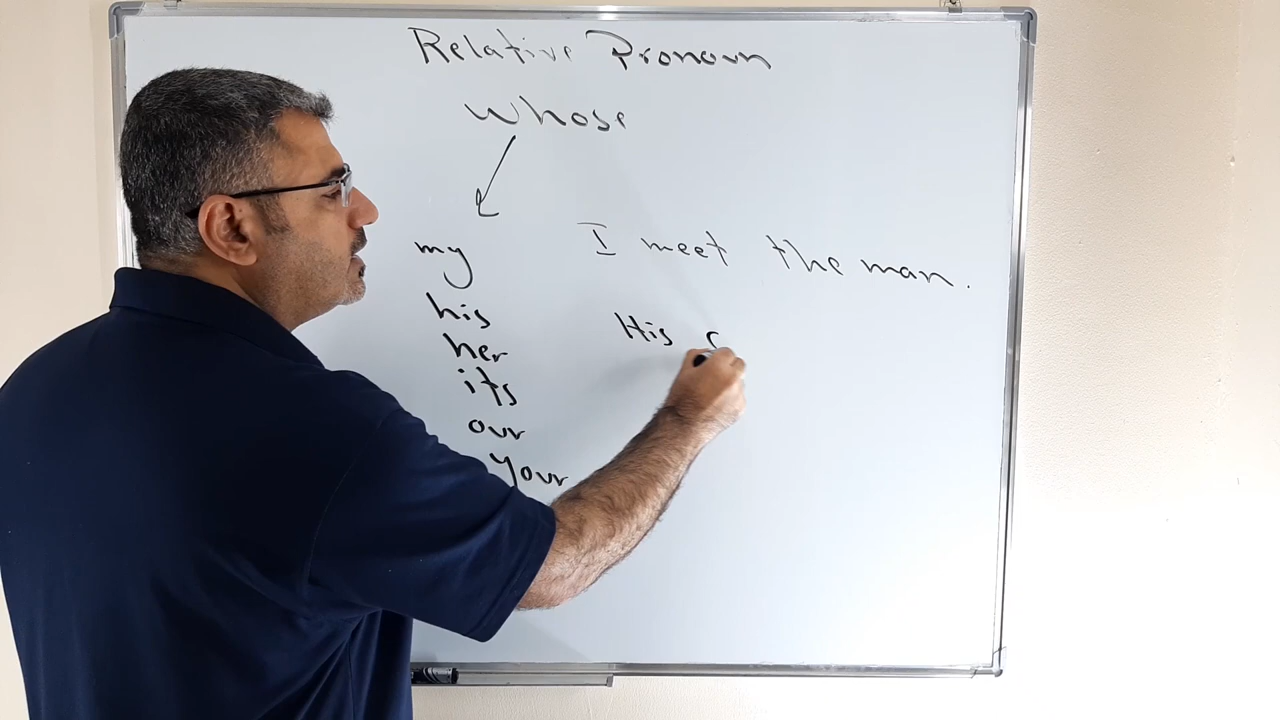 Relative Pronoun
whose
my
I meet the man.
his
His
her
its
our
your